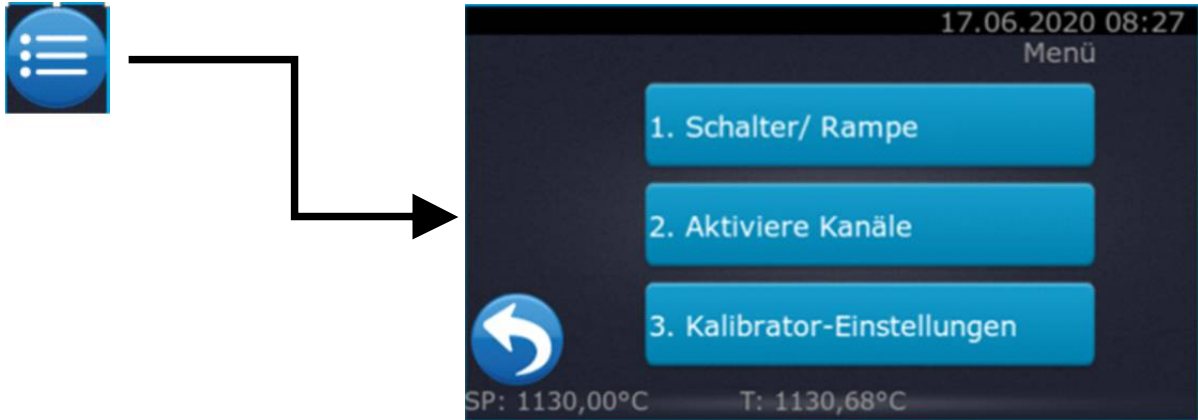 17.06.2020 08:27
Menü
1. Schalter/ Rampe
2. Aktiviere Kanäle
3. Kalibrator-Einstellungen
SP: 1130,00°C T: 1130,68°C